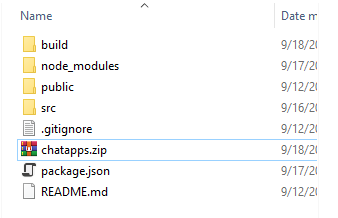 Name Date m
build 9/18/20
node_modules 9/17/20
public 9/12/20
src 9/16/20
.gitignore 9/12/20
chatapps.zip 9/18/20
package.json 9/17/20
README.md 9/12/20